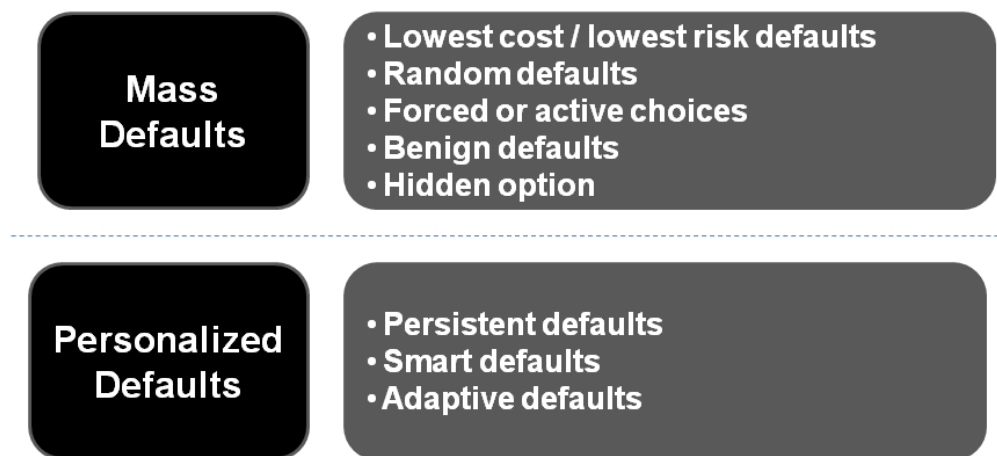 Mass
Defaults
• Lowest cost / lowest risk defaults
• Random defaults
• Forced or active choices
• Benign defaults
• Hidden option
Personalized
Defaults
• Persistent defaults
• Smart defaults
• Adaptive defaults